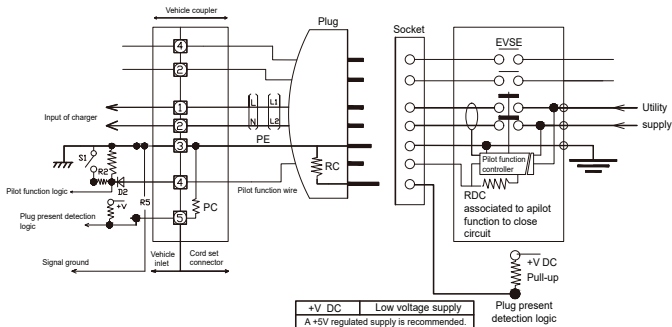 Vehicle coupler
Plug
Socket
EVSE
4
2
1
L
L1
Input of charger
2
N
L2
Utility
supply
3
PE
S1
R2
RC
Pilot function
controller
4
Pilot function logic
D2
Pilot function wire
RDC
associated to apilot
function to close
circuit
+V
R5
PC
5
Plug present detection
logic
+V DC
Pull-up
Signal ground
Vehicle
inlet
Cord set
connector
Plug present
detection logic
+V DC Low voltage supply
A +5V regulated supply is recommended.